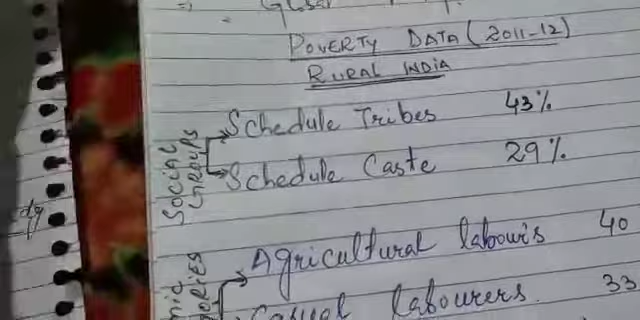 POVERTY DATA (2011-12)
RURAL INDIA
SOCIAL GROUPS
Schedule Tribes 43%
Schedule Caste 29%
Agricultural labours 40
Casual labourers. 33